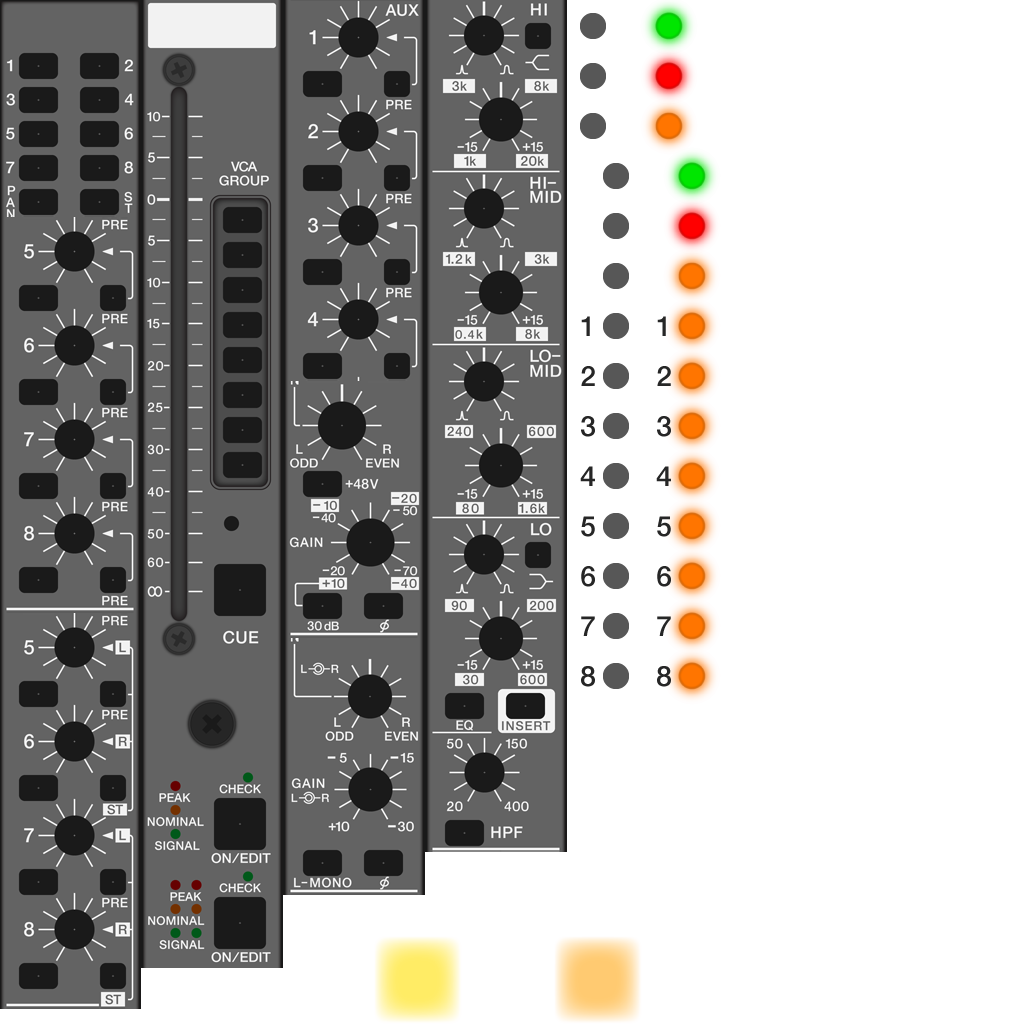 1 2
3 4
5 6
7 8
PAN ST
PRE
5
PRE
6
PRE
7
PRE
8
PRE
PRE
5 L
PRE
6 R
ST
7 L
PRE
8 R
ST
10
5
0
5
10
15
20
25
30
40
50
60
∞
VCA
GROUP
CUE
PEAK
NOMINAL
SIGNAL
CHECK
ON/EDIT
PEAK
NOMINAL
SIGNAL
CHECK
ON/EDIT
AUX
1
PRE
2
PRE
3
PRE
4
L R
ODD EVEN
+48V
-10 -20
-40 -50
GAIN
-20 -70
+10 -40
30dB ϕ
L R
L R
ODD EVEN
-5 -15
GAIN
L R
+10 -30
L-MONO ϕ
HI
3k 8k
-15 +15
1k 20k
HI-
MID
1.2k 3k
-15 +15
0.4k 8k
LO-
MID
240 600
-15 +15
80 1.6k
LO
90 200
-15 +15
30 600
EQ INSERT
50 150
20 400
HPF
1 1
2 2
3 3
4 4
5 5
6 6
7 7
8 8